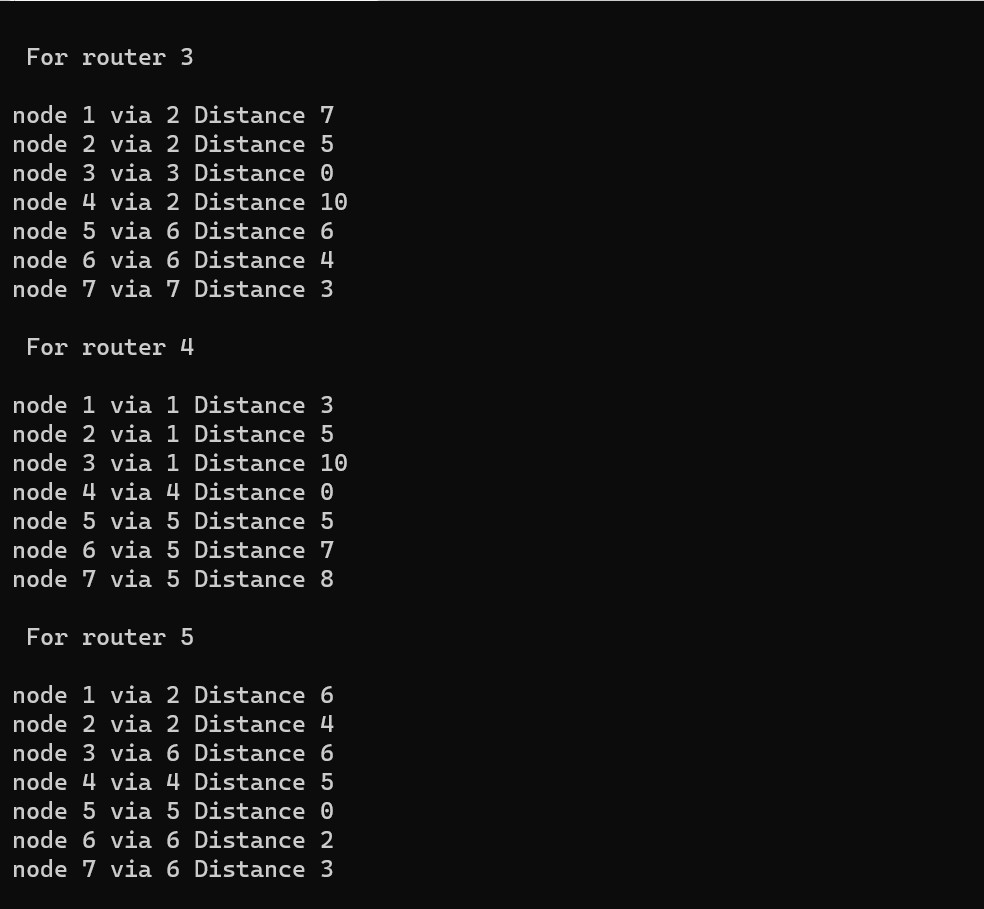 For router 3
node 1 via 2 Distance 7
node 2 via 2 Distance 5
node 3 via 3 Distance 0
node 4 via 2 Distance 10
node 5 via 6 Distance 6
node 6 via 6 Distance 4
node 7 via 7 Distance 3
For router 4
node 1 via 1 Distance 3
node 2 via 1 Distance 5
node 3 via 1 Distance 10
node 4 via 4 Distance 0
node 5 via 5 Distance 5
node 6 via 5 Distance 7
node 7 via 5 Distance 8
For router 5
node 1 via 2 Distance 6
node 2 via 2 Distance 4
node 3 via 6 Distance 6
node 4 via 4 Distance 5
node 5 via 5 Distance 0
node 6 via 6 Distance 2
node 7 via 6 Distance 3